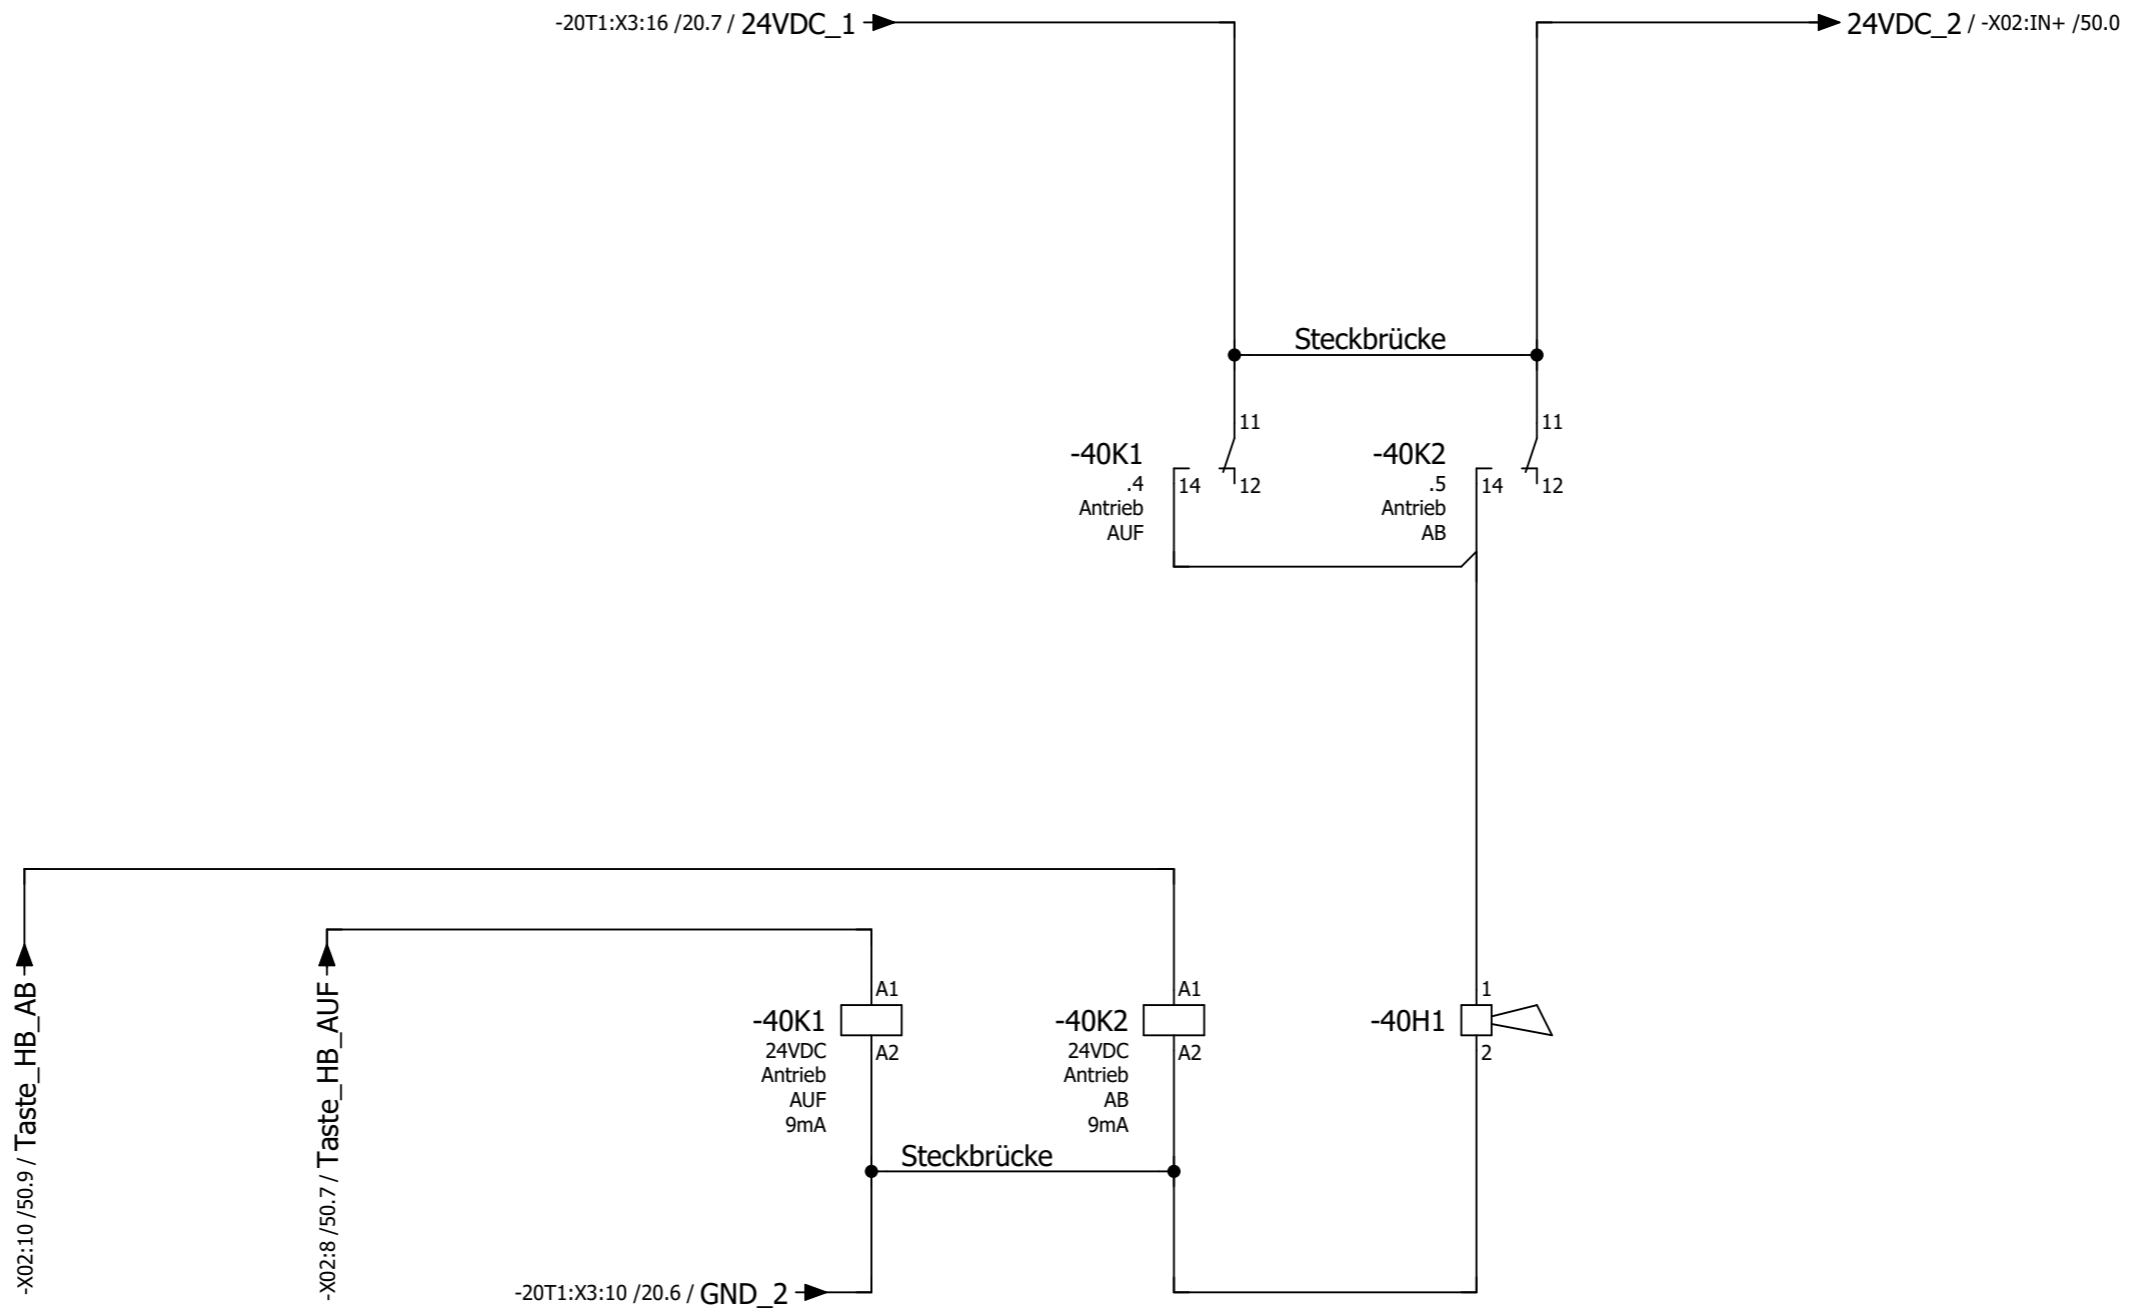 -20T1:X3:16 /20.7 / 24VDC_1
24VDC_2 / -X02:IN+ /50.0
Steckbrücke
11
11
-40K1
.4
Antrieb
AUF
14
12
-40K2
.5
Antrieb
AB
14
12
-X02:10 /50.9 / Taste_HB_AB
-X02:8 /50.7 / Taste_HB_AUF
A1
-40K1
24VDC
Antrieb
AUF
9mA
A2
A1
-40K2
24VDC
Antrieb
AB
9mA
A2
1
-40H1
2
Steckbrücke
-20T1:X3:10 /20.6 / GND_2